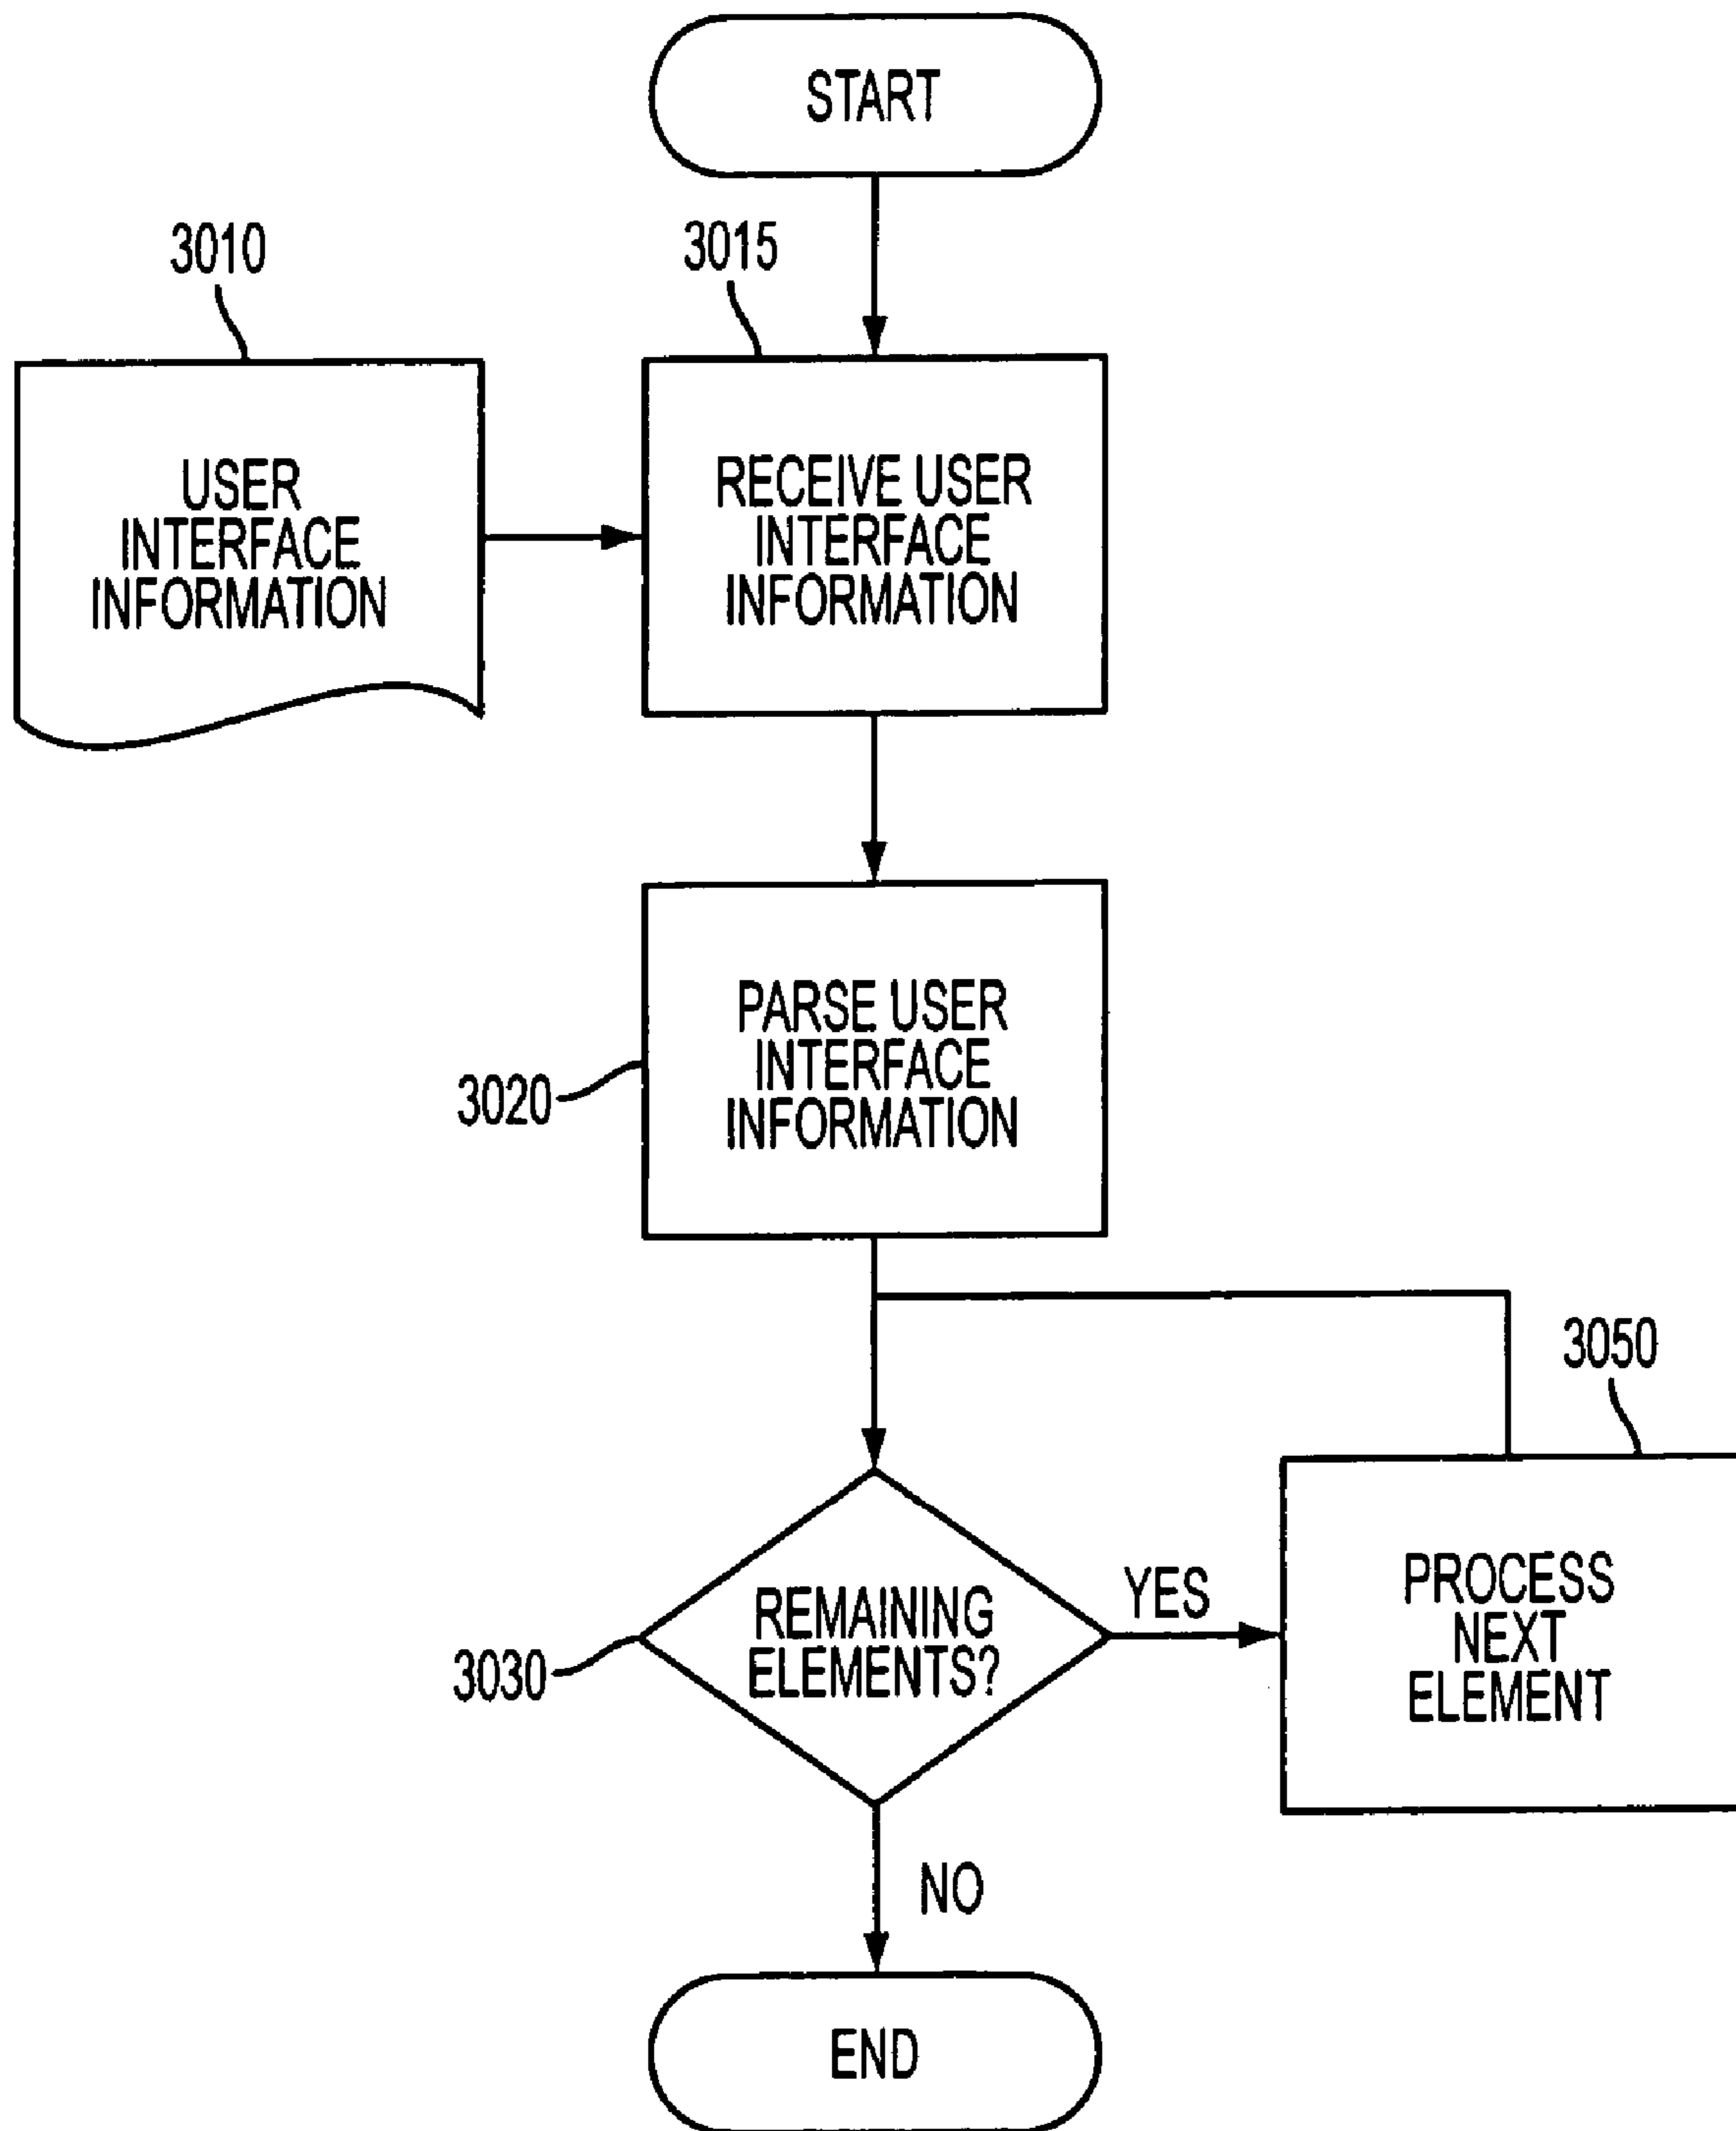 START
3010
3015
USER
INTERFACE
INFORMATION
RECEIVE USER
INTERFACE
INFORMATION
PARSE USER
INTERFACE
INFORMATION
3020
3050
REMAINING
ELEMENTS?
3030
YES
PROCESS
NEXT
ELEMENT
NO
END